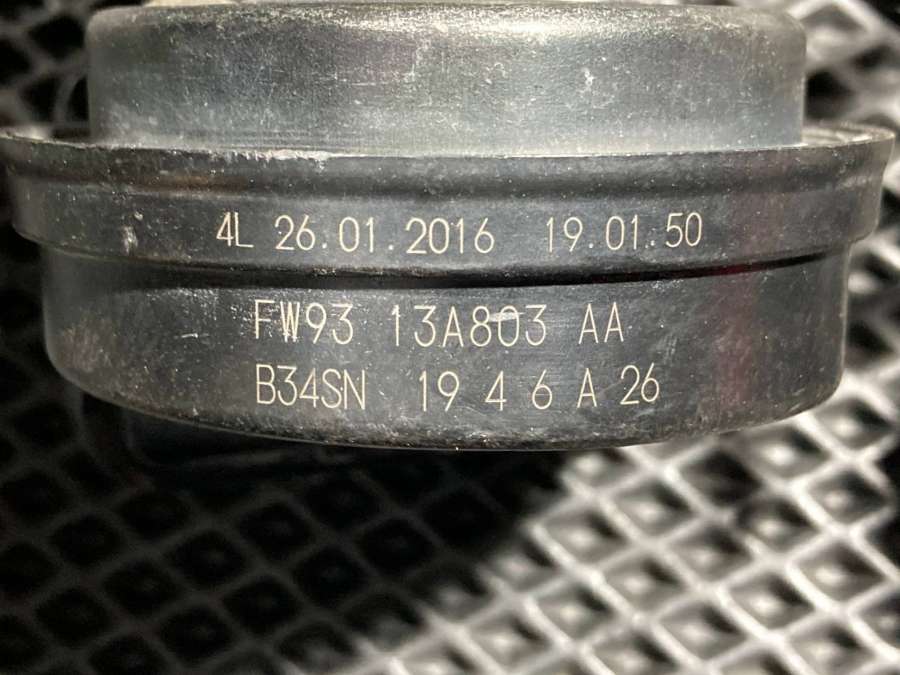 4L 26.01.2016 19.01.50
FW93 13A803 AA
B34SN 19 4 6 A 26